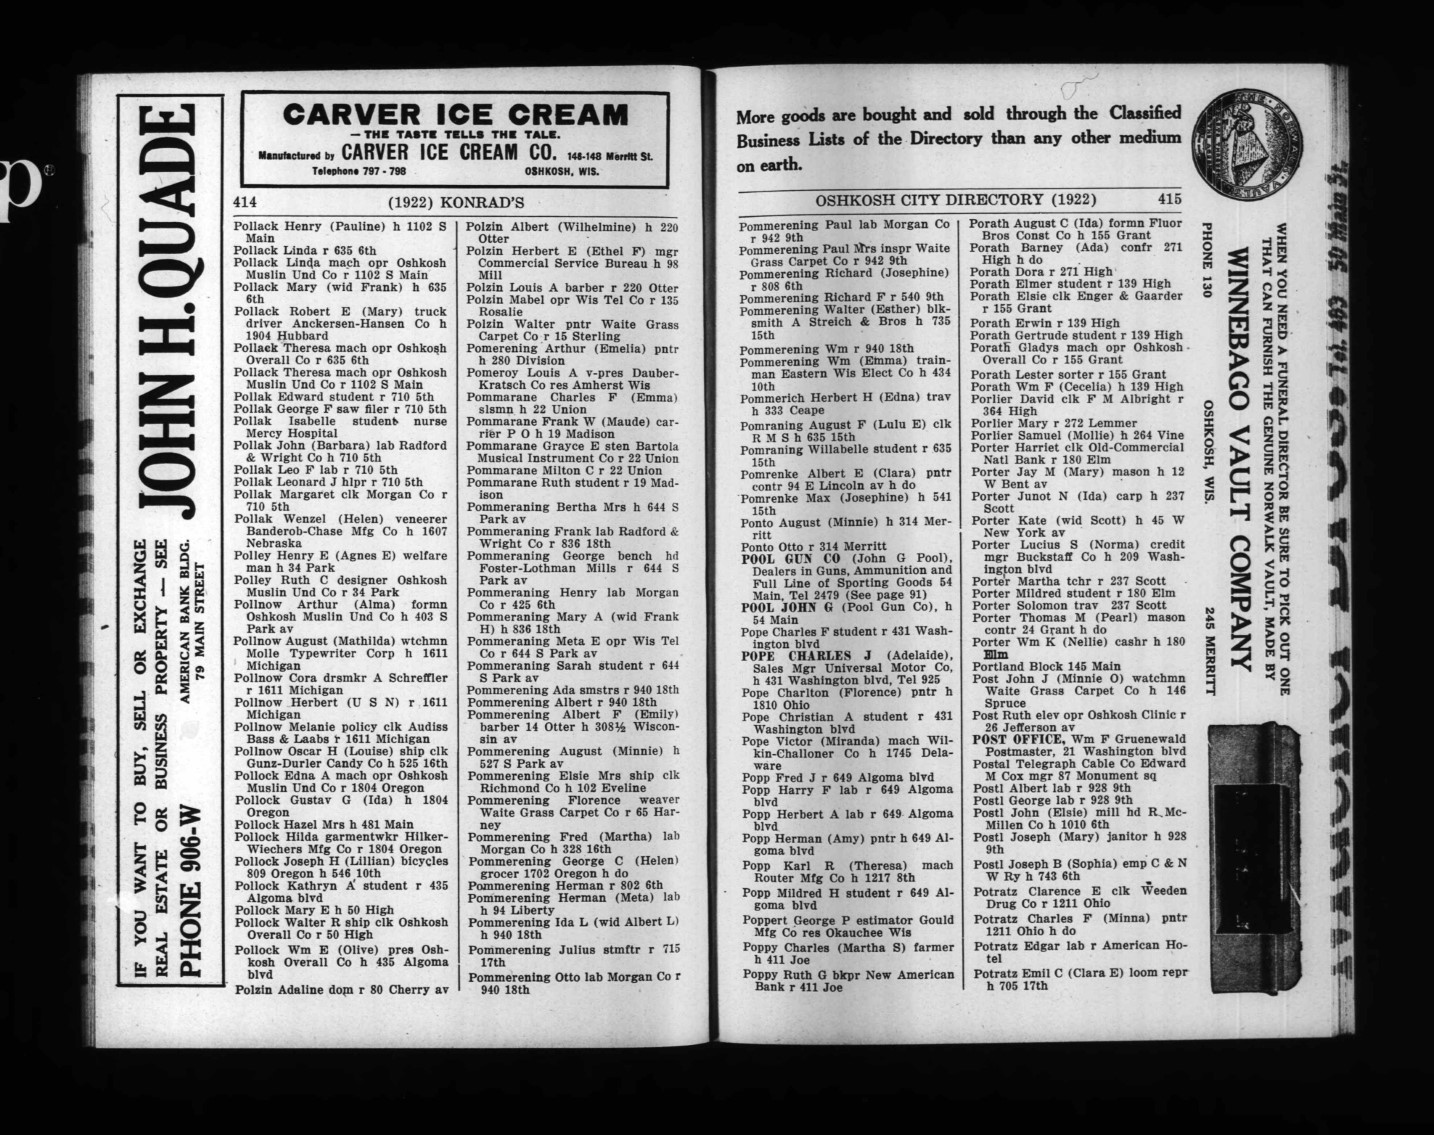 p®
JOHN H. QUADE
IF YOU WANT TO BUY, SELL OR EXCHANGE
REAL ESTATE OR BUSINESS PROPERTY — SEE
PHONE 906-W
AMERICAN BANK BLDG.
79 MAIN STREET
CARVER ICE CREAM
— THE TASTE TELLS THE TALE.
Manufactured by CARVER ICE CREAM CO. 146-148 Merritt St.
Telephone 797 - 798 OSHKOSH, WIS.
414 (1922) KONRAD'S
Pollack Henry (Pauline) h 1102 S
Main
Pollack Linda r 635 6th
Pollack Linda mach opr Oshkosh
Muslin Und Co r 1102 S Main
Pollack Mary (wid Frank) h 635
6th
Pollack Robert E (Mary) truck
driver Anckersen-Hansen Co h
1904 Hubbard
Pollack Theresa mach opr Oshkosh
Overall Co r 635 6th
Pollack Theresa mach opr Oshkosh
Muslin Und Co r 1102 S Main
Pollak Edward student r 710 5th
Pollak George F saw filer r 710 5th
Pollak Isabelle student nurse
Mercy Hospital
Pollak John (Barbara) lab Radford
& Wright Co h 710 5th
Pollak Leo F lab r 710 5th
Pollak Leonard J hlpr r 710 5th
Pollak Margaret clk Morgan Co r
710 5th
Pollak Wenzel (Helen) veneerer
Banderob-Chase Mfg Co h 1607
Nebraska
Polley Henry E (Agnes E) welfare
man h 34 Park
Polley Ruth C designer Oshkosh
Muslin Und Co r 34 Park
Pollnow Arthur (Alma) formn
Oshkosh Muslin Und Co h 403 S
Park av
Pollnow August (Mathilda) wtchmn
Molle Typewriter Corp h 1611
Michigan
Pollnow Cora drsmkr A Schreffler
r 1611 Michigan
Pollnow Herbert (U S N) r 1611
Michigan
Pollnow Melanie policy clk Audiss
Bass & Laabs r 1611 Michigan
Pollnow Oscar H (Louise) ship clk
Gunz-Durler Candy Co h 525 16th
Pollock Edna A mach opr Oshkosh
Muslin Und Co r 1804 Oregon
Pollock Gustav G (Ida) h 1804
Oregon
Pollock Hazel Mrs h 481 Main
Pollock Hilda garmentwkr Hilker-
Wiechers Mfg Co r 1804 Oregon
Pollock Joseph H (Lillian) bicycles
809 Oregon h 546 10th
Pollock Kathryn A student r 435
Algoma blvd
Pollock Mary E h 50 High
Pollock Walter R ship clk Oshkosh
Overall Co r 50 High
Pollock Wm E (Olive) pres Osh-
kosh Overall Co h 435 Algoma
blvd
Polzin Adaline dom r 80 Cherry av
Polzin Albert (Wilhelmine) h 220
Otter
Polzin Herbert E (Ethel F) mgr
Commercial Service Bureau h 98
Mill
Polzin Louis A barber r 220 Otter
Polzin Mabel opr Wis Tel Co r 135
Rosalie
Polzin Walter pntr Waite Grass
Carpet Co r 15 Sterling
Pomerening Arthur (Emelia) pntr
h 280 Division
Pomeroy Louis A v-pres Dauber-
Kratsch Co res Amherst Wis
Pommarane Charles F (Emma)
slsmn h 22 Union
Pommarane Frank W (Maude) car-
rier P O h 19 Madison
Pommarane Grayce E sten Bartola
Musical Instrument Co r 22 Union
Pommarane Milton C r 22 Union
Pommarane Ruth student r 19 Mad-
ison
Pommeraning Bertha Mrs h 644 S
Park av
Pommeraning Frank lab Radford &
Wright Co r 836 18th
Pommeraning George bench hd
Foster-Lothman Mills r 644 S
Park av
Pommeraning Henry lab Morgan
Co r 425 6th
Pommeraning Mary A (wid Frank
H) h 836 18th
Pommeraning Meta E opr Wis Tel
Co r 644 S Park av
Pommeraning Sarah student r 644
S Park av
Pommerening Ada smstrs r 940 18th
Pommerening Albert r 940 18th
Pommerening Albert F (Emily)
barber 14 Otter h 308½ Wiscon-
sin av
Pommerening August (Minnie) h
527 S Park av
Pommerening Elsie Mrs ship clk
Richmond Co h 102 Eveline
Pommerening Florence weaver
Waite Grass Carpet Co r 65 Har-
ney
Pommerening Fred (Martha) lab
Morgan Co h 328 16th
Pommerening George C (Helen)
grocer 1702 Oregon h do
Pommerening Herman r 802 6th
Pommerening Herman (Meta) lab
h 94 Liberty
Pommerening Ida L (wid Albert L)
h 940 18th
Pommerening Julius stmftr r 715
17th
Pommerening Otto lab Morgan Co r
940 18th
More goods are bought and sold through the Classified
Business Lists of the Directory than any other medium
on earth.
OSHKOSH CITY DIRECTORY (1922) 415
Pommerening Paul lab Morgan Co
r 942 9th
Pommerening Paul Mrs inspr Waite
Grass Carpet Co r 942 9th
Pommerening Richard (Josephine)
r 808 6th
Pommerening Richard F r 540 9th
Pommerening Walter (Esther) blk-
smith A Streich & Bros h 735
15th
Pommerening Wm r 940 18th
Pommerening Wm (Emma) train-
man Eastern Wis Elect Co h 434
10th
Pommerich Herbert H (Edna) trav
h 333 Ceape
Pomraning August F (Lulu E) clk
R M S h 635 15th
Pomraning Willabelle student r 635
15th
Pomrenke Albert E (Clara) pntr
contr 94 E Lincoln av h do
Pomrenke Max (Josephine) h 541
15th
Ponto August (Minnie) h 314 Mer-
ritt
Ponto Otto r 314 Merritt
POOL GUN CO (John G Pool),
Dealers in Guns, Ammunition and
Full Line of Sporting Goods 54
Main, Tel 2479 (See page 91)
POOL JOHN G (Pool Gun Co), h
54 Main
Pope Charles F student r 431 Wash-
ington blvd
POPE CHARLES J (Adelaide),
Sales Mgr Universal Motor Co,
h 431 Washington blvd, Tel 925
Pope Charlton (Florence) pntr h
1810 Ohio
Pope Christian A student r 431
Washington blvd
Pope Victor (Miranda) mach Wil-
kin-Challoner Co h 1745 Dela-
ware
Popp Fred J r 649 Algoma blvd
Popp Harry F lab r 649 Algoma
blvd
Popp Herbert A lab r 649 Algoma
blvd
Popp Herman (Amy) pntr h 649 Al-
goma blvd
Popp Karl R (Theresa) mach
Router Mfg Co h 1217 8th
Popp Mildred H student r 649 Al-
goma blvd
Poppert George P estimator Gould
Mfg Co res Okauchee Wis
Poppy Charles (Martha S) farmer
h 411 Joe
Poppy Ruth G bkpr New American
Bank r 411 Joe
Porath August C (Ida) formn Fluor
Bros Const Co h 155 Grant
Porath Barney (Ada) confr 271
High h do
Porath Dora r 271 High
Porath Elmer student r 139 High
Porath Elsie clk Enger & Gaarder
r 155 Grant
Porath Erwin r 139 High
Porath Gertrude student r 139 High
Porath Gladys mach opr Oshkosh
Overall Co r 155 Grant
Porath Lester sorter r 155 Grant
Porath Wm F (Cecelia) h 139 High
Porlier David clk F M Albright r
364 High
Porlier Mary r 272 Lemmer
Porlier Samuel (Mollie) h 264 Vine
Porter Harriet clk Old-Commercial
Natl Bank r 180 Elm
Porter Jay M (Mary) mason h 12
W Bent av
Porter Junot N (Ida) carp h 237
Scott
Porter Kate (wid Scott) h 45 W
New York av
Porter Lucius S (Norma) credit
mgr Buckstaff Co h 209 Wash-
ington blvd
Porter Martha tchr r 237 Scott
Porter Mildred student r 180 Elm
Porter Solomon trav 237 Scott
Porter Thomas M (Pearl) mason
contr 24 Grant h do
Porter Wm K (Nellie) cashr h 180
Elm
Portland Block 145 Main
Post John J (Minnie O) watchmn
Waite Grass Carpet Co h 146
Spruce
Post Ruth elev opr Oshkosh Clinic r
26 Jefferson av
POST OFFICE, Wm F Gruenewald
Postmaster, 21 Washington blvd
Postal Telegraph Cable Co Edward
M Cox mgr 87 Monument sq
Postl Albert lab r 928 9th
Postl George lab r 928 9th
Postl John (Elsie) mill hd R Mc-
Millen Co h 1010 6th
Postl Joseph (Mary) janitor h 928
9th
Postl Joseph B (Sophia) emp C & N
W Ry h 743 6th
Potratz Clarence E clk Weeden
Drug Co r 1211 Ohio
Potratz Charles F (Minna) pntr
1211 Ohio h do
Potratz Edgar lab r American Ho-
tel
Potratz Emil C (Clara E) loom repr
h 705 17th
THE NORWALK VAULT
WHEN YOU NEED A FUNERAL DIRECTOR BE SURE TO PICK OUT ONE
THAT CAN FURNISH THE GENUINE NORWALK VAULT, MADE BY
WINNEBAGO VAULT COMPANY
PHONE 130 OSHKOSH, WIS. 245 MERRITT